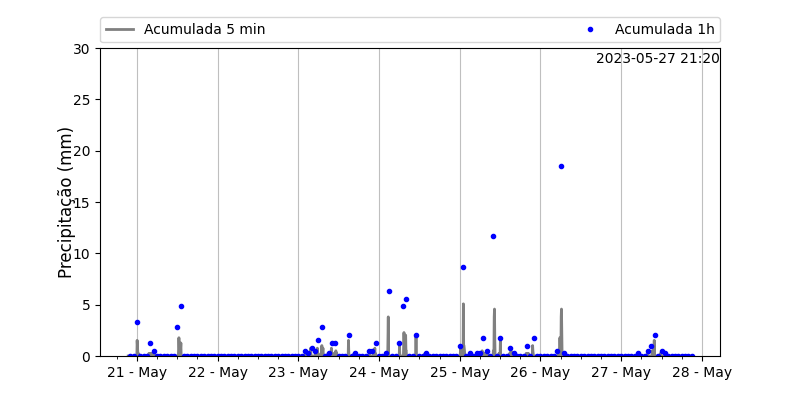 Acumulada 5 min
Acumulada 1h
2023-05-27 21:20
Precipitação (mm)
30
25
20
15
10
5
0
21 - May
22 - May
23 - May
24 - May
25 - May
26 - May
27 - May
28 - May